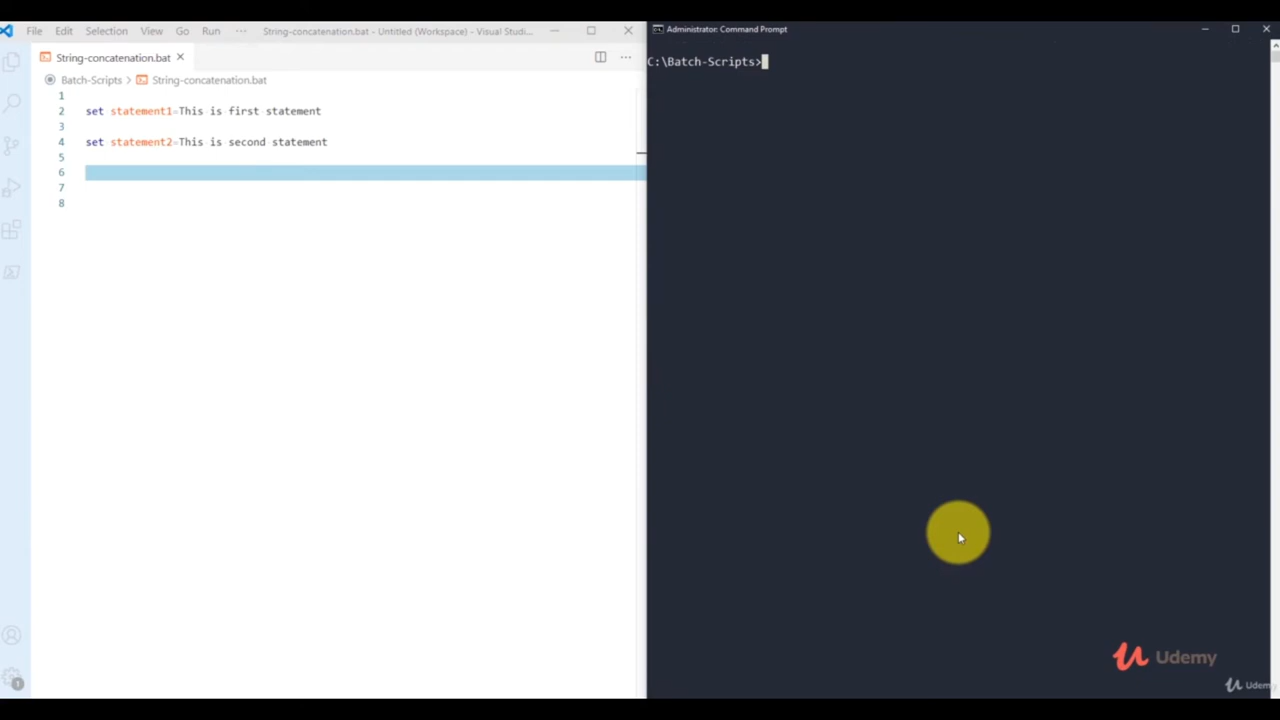 File Edit Selection View Go Run ··· String-concatenation.bat - Untitled (Workspace) - Visual Studi...
String-concatenation.bat
Batch-Scripts > String-concatenation.bat
1
2 set statement1=This is first statement
3
4 set statement2=This is second statement
5
6
7
8
1
Administrator: Command Prompt
C:\Batch-Scripts>
Udemy
Udemy